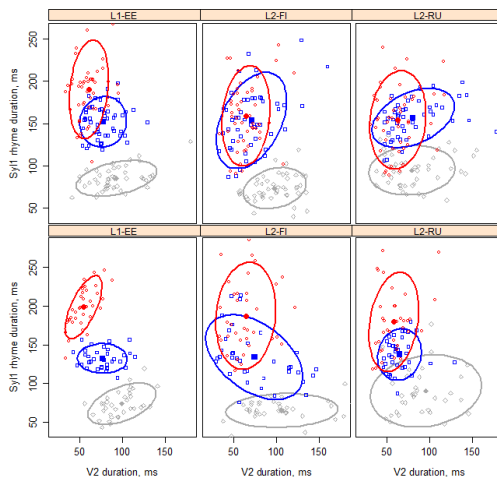 L1-EE L2-FI L2-RU
Syl1 rhyme duration, ms
50 100 150 200 250
L1-EE L2-FI L2-RU
Syl1 rhyme duration, ms
50 100 150 200 250
50 100 150 50 100 150 50 100 150
V2 duration, ms V2 duration, ms V2 duration, ms